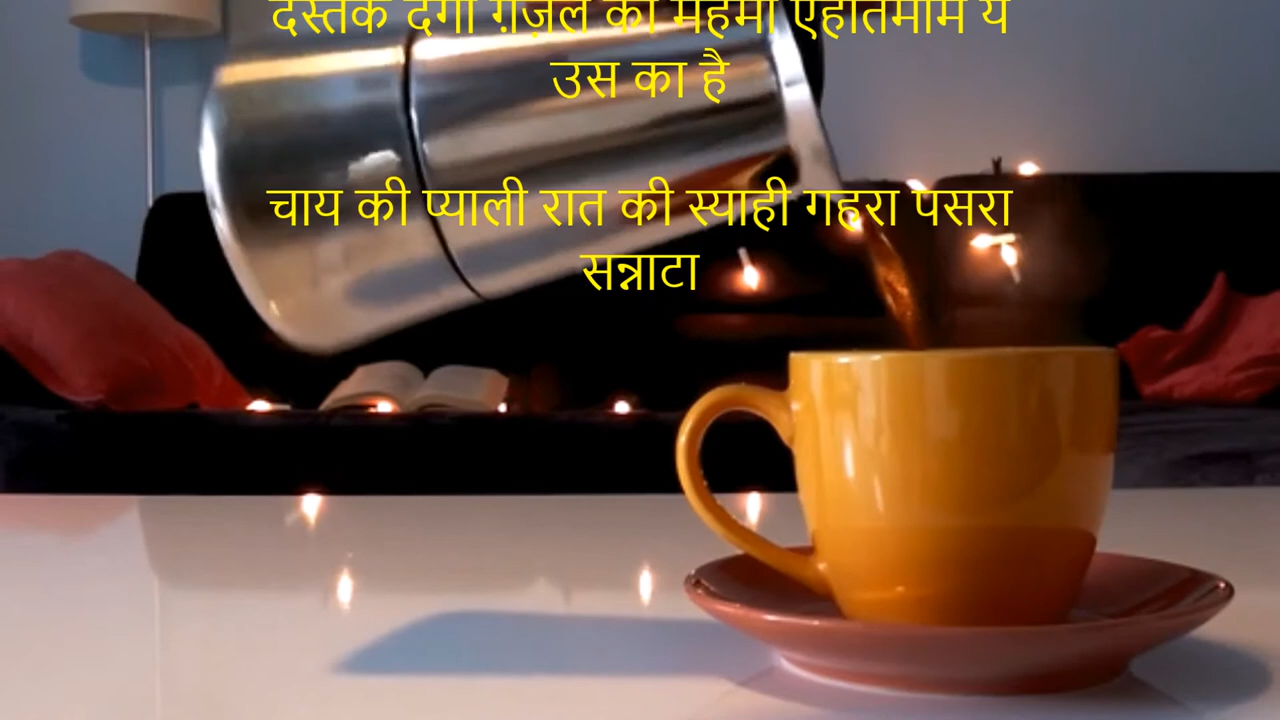 दस्तक ग़ज़ल एहतिमाम ये
उस का है
चाय की प्याली रात की स्याही गहरा पसरा
सन्नाटा